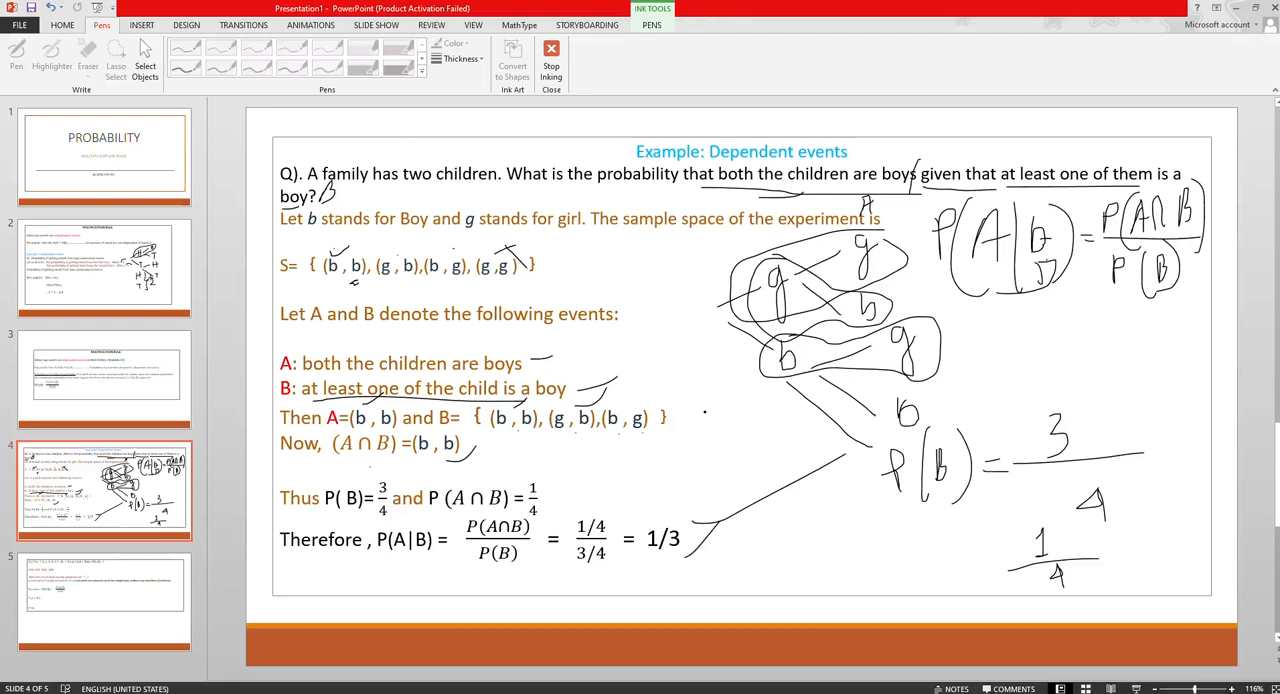 Presentation1 - PowerPoint (Product Activation Failed)
INK TOOLS
FILE HOME Pens INSERT DESIGN TRANSITIONS ANIMATIONS SLIDE SHOW REVIEW VIEW MathType STORYBOARDING PENS
Microsoft account
Pen Highlighter Eraser Lasso Select Select Objects
Color
Thickness
Convert to Shapes
Stop Inking
Write Pens Ink Art Close
1
PROBABILITY
2
3
4
5
Example: Dependent events
Q). A family has two children. What is the probability that both the children are boys given that at least one of them is a
boy? B
Let b stands for Boy and g stands for girl. The sample space of the experiment is
A
P(A|B) = P(A∩B)/P(B)
S= { (b , b), (g , b),(b , g), (g ,g ) }
g g
b
b g
b
Let A and B denote the following events:
A: both the children are boys
B: at least one of the child is a boy
Then A=(b , b) and B= { (b , b), (g , b),(b , g) }
Now, (A ∩ B) =(b , b)
P(B) = 3/4
Thus P( B)= 3/4 and P (A ∩ B)= 1/4
Therefore , P(A|B) = P(A∩B)/P(B) = 1/4 / 3/4 = 1/3
1/4
SLIDE 4 OF 5 ENGLISH (UNITED STATES) NOTES COMMENTS 116%